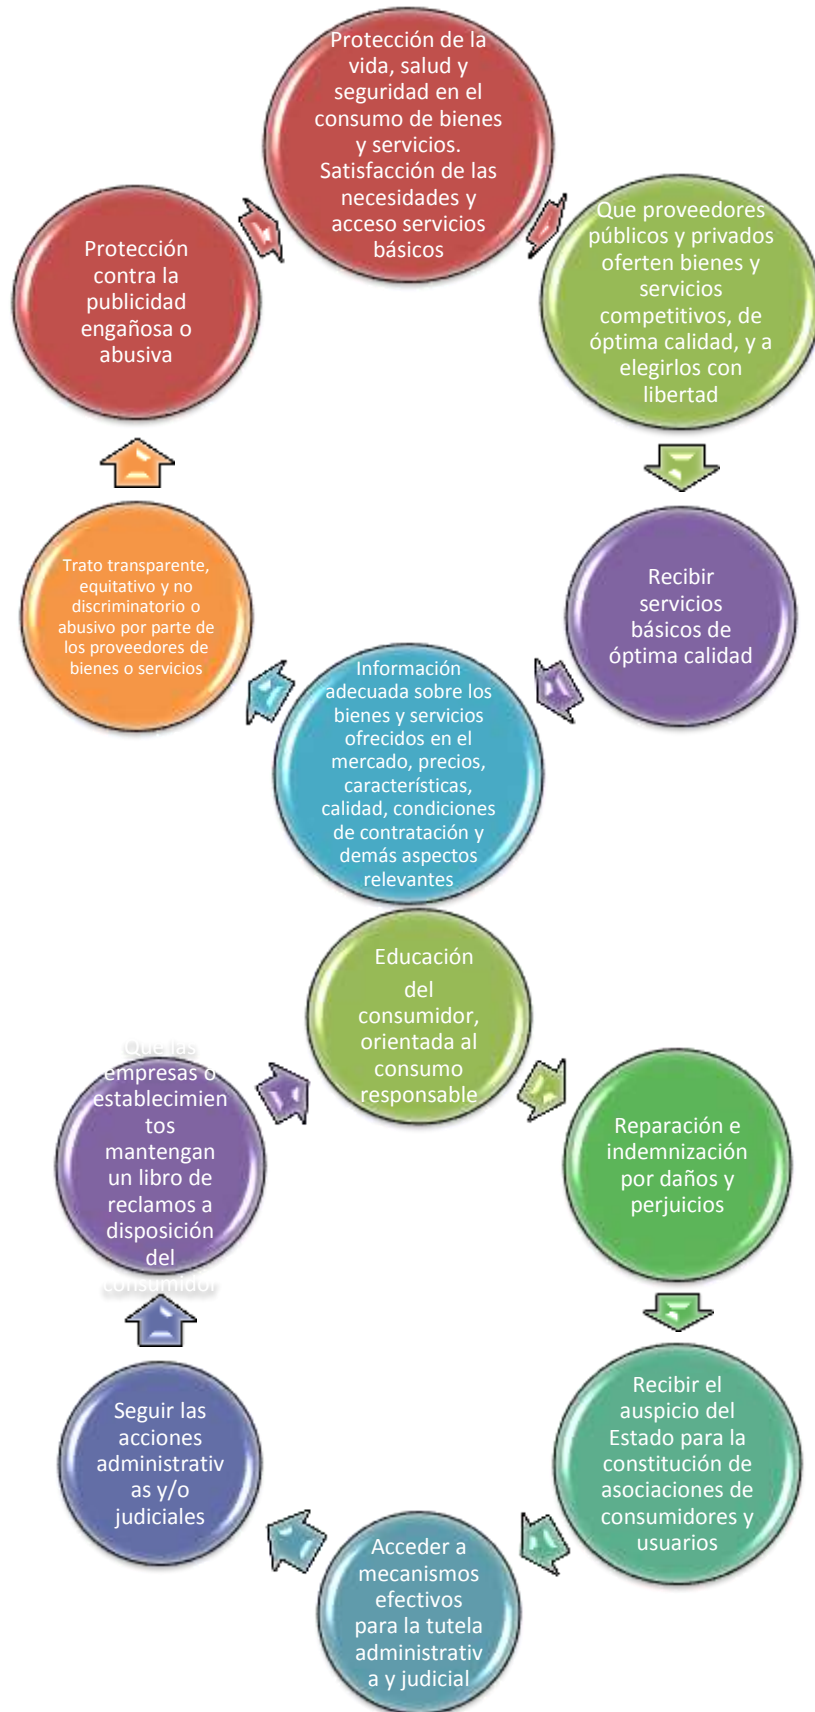 Protección de la
vida, salud y
seguridad en el
consumo de bienes
y servicios.
Satisfacción de las
necesidades y
acceso servicios
básicos
Que proveedores
públicos y privados
oferten bienes y
servicios
competitivos, de
óptima calidad, y a
elegirlos con
libertad
Recibir
servicios
básicos de
óptima calidad
Información
adecuada sobre los
bienes y servicios
ofrecidos en el
mercado, precios,
características,
calidad, condiciones
de contratación y
demás aspectos
relevantes
Trato transparente,
equitativo y no
discriminatorio o
abusivo por parte de
los proveedores de
bienes o servicios
Protección
contra la
publicidad
engañosa o
abusiva
Educación
del
consumidor,
orientada al
consumo
responsable
Reparación e
indemnización
por daños y
perjuicios
Recibir el
auspicio del
Estado para la
constitución de
asociaciones de
consumidores y
usuarios
Acceder a
mecanismos
efectivos
para la tutela
administrativ
a y judicial
Seguir las
acciones
administrativ
as y/o
judiciales
Que las
empresas o
establecimien
tos
mantengan
un libro de
reclamos a
disposición
del
consumidor